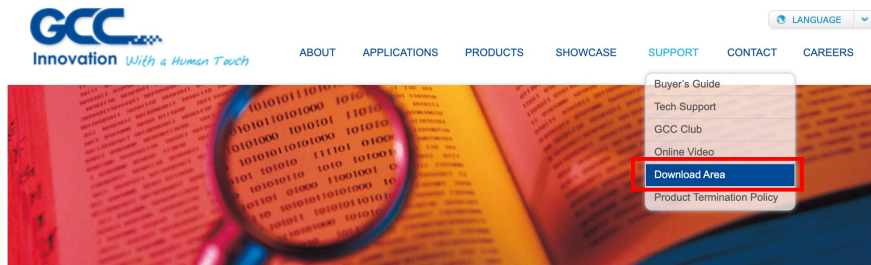 GCC
LANGUAGE
Innovation With a Human Touch
ABOUT APPLICATIONS PRODUCTS SHOWCASE SUPPORT CONTACT CAREERS
Buyer's Guide
Tech Support
GCC Club
Online Video
Download Area
Product Termination Policy